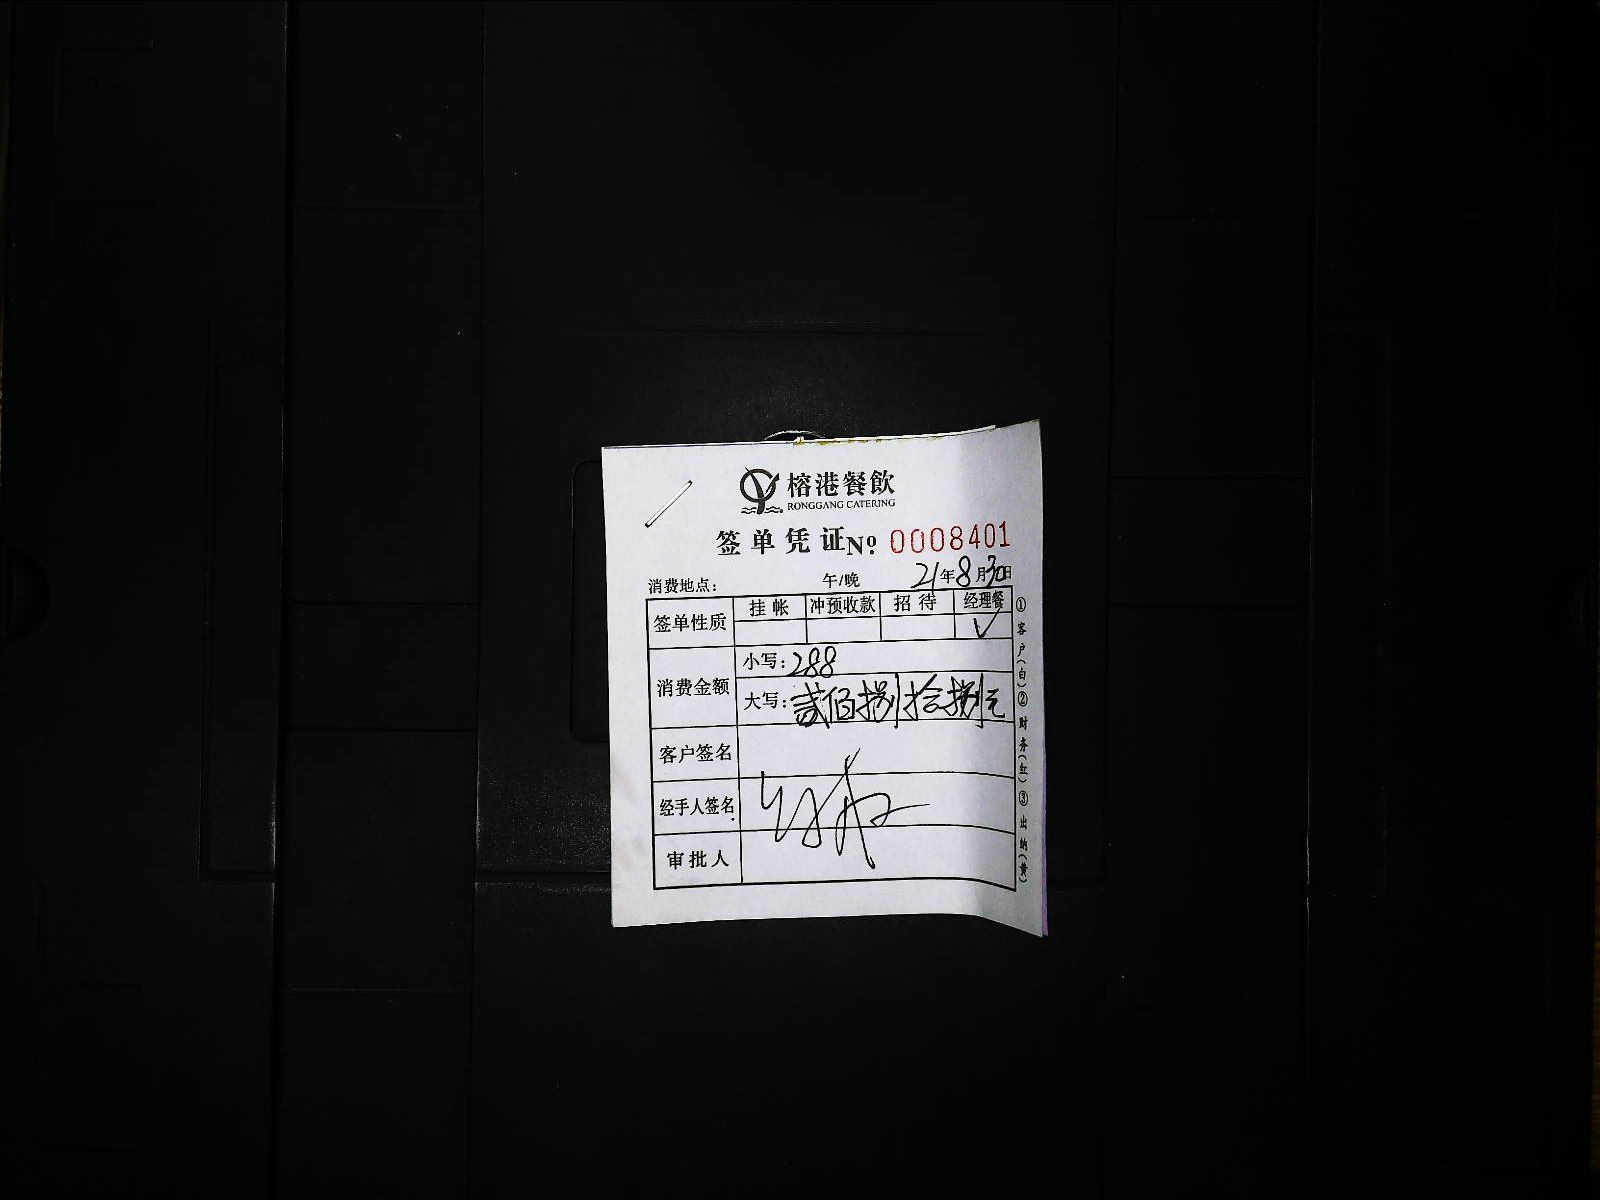 榕港餐飲
RONGGANG CATERING
签单凭证№ 0008401
消费地点: 午/晚 21年8月30日
签单性质 挂帐 冲预收款 招待 经理餐
✓
消费金额
小写:288
大写:贰佰捌拾捌元
客户签名
经手人签名
审批人
①客户(白)②财务(红)③出纳(黄)